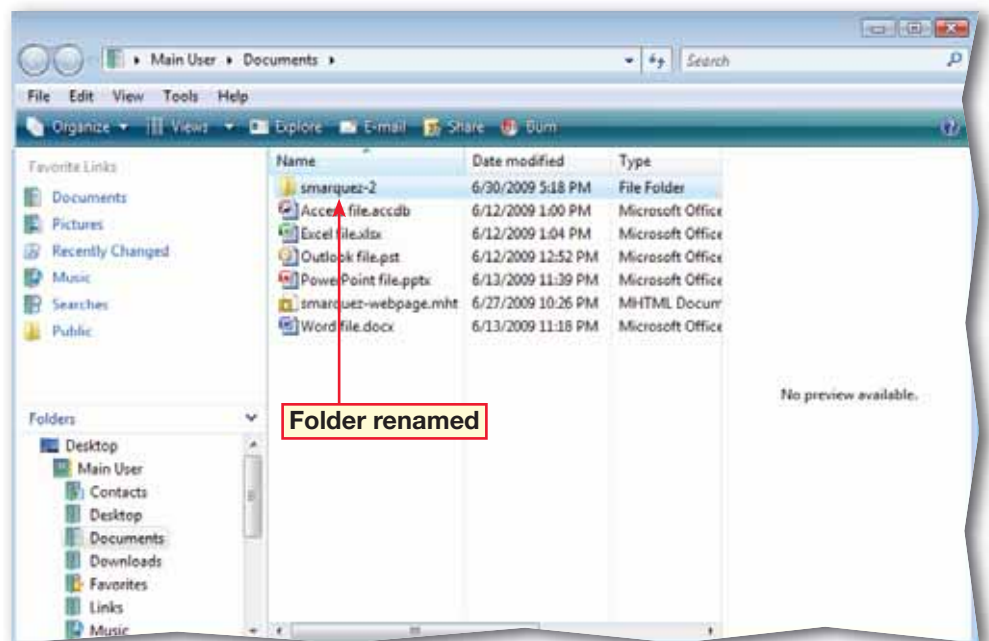 Main User ▸ Documents ▸
Search
File Edit View Tools Help
Organize Views Explore E-mail Share Burn
Favorite Links
Documents
Pictures
Recently Changed
Music
Searches
Public
Folders
Desktop
Main User
Contacts
Desktop
Documents
Downloads
Favorites
Links
Music
Name Date modified Type
smarquez-2 6/30/2009 5:18 PM File Folder
Access file.accdb 6/12/2009 1:00 PM Microsoft Office
Excel file.xlsx 6/12/2009 1:04 PM Microsoft Office
Outlook file.pst 6/12/2009 12:52 PM Microsoft Office
PowerPoint file.pptx 6/13/2009 11:39 PM Microsoft Office
smarquez-webpage.mht 6/27/2009 10:26 PM MHTML Docum
Word file.docx 6/13/2009 11:18 PM Microsoft Office
Folder renamed
No preview available.